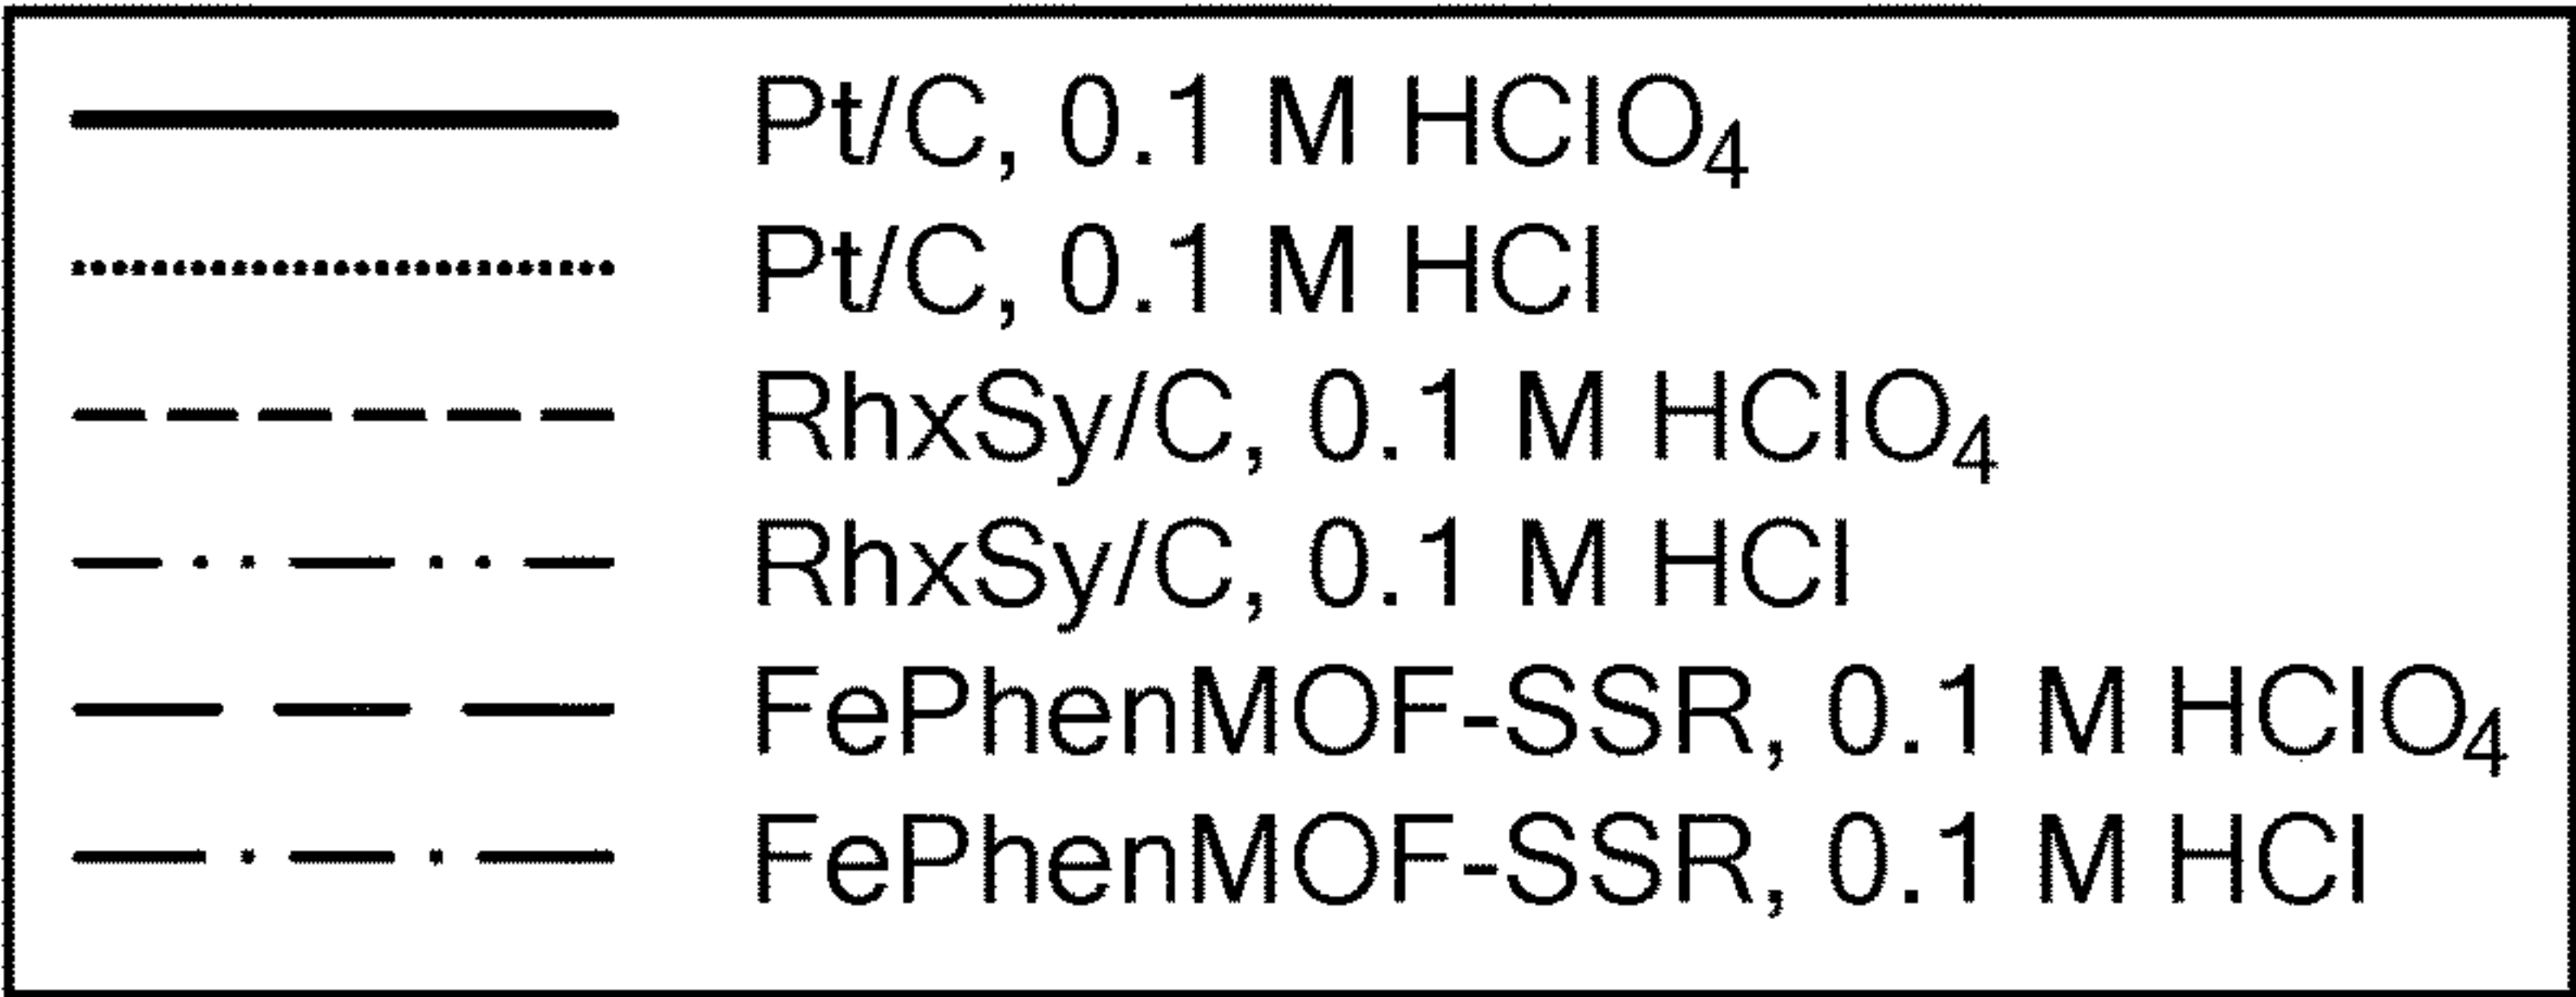 Pt/C, 0.1 M HClO₄
Pt/C, 0.1 M HCl
RhxSy/C, 0.1 M HClO₄
RhxSy/C, 0.1 M HCl
FePhenMOF-SSR, 0.1 M HClO₄
FePhenMOF-SSR, 0.1 M HCl